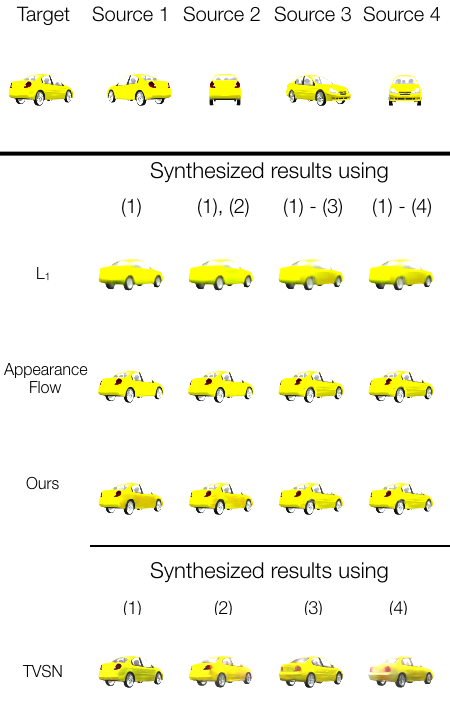 Target Source 1 Source 2 Source 3 Source 4
Synthesized results using
(1) (1), (2) (1) - (3) (1) - (4)
L₁
Appearance
Flow
Ours
Synthesized results using
(1) (2) (3) (4)
TVSN